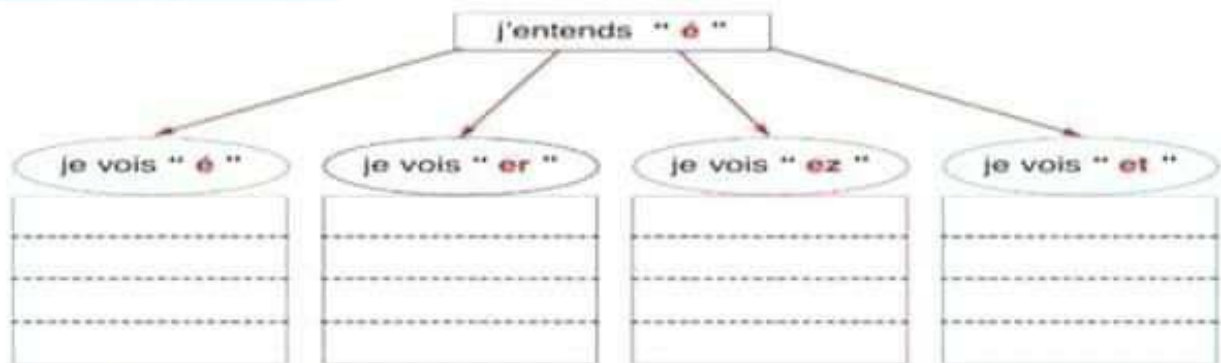 j'entends “ é ”
je vois “ é ”
je vois “ er ”
je vois “ ez ”
je vois “ et ”